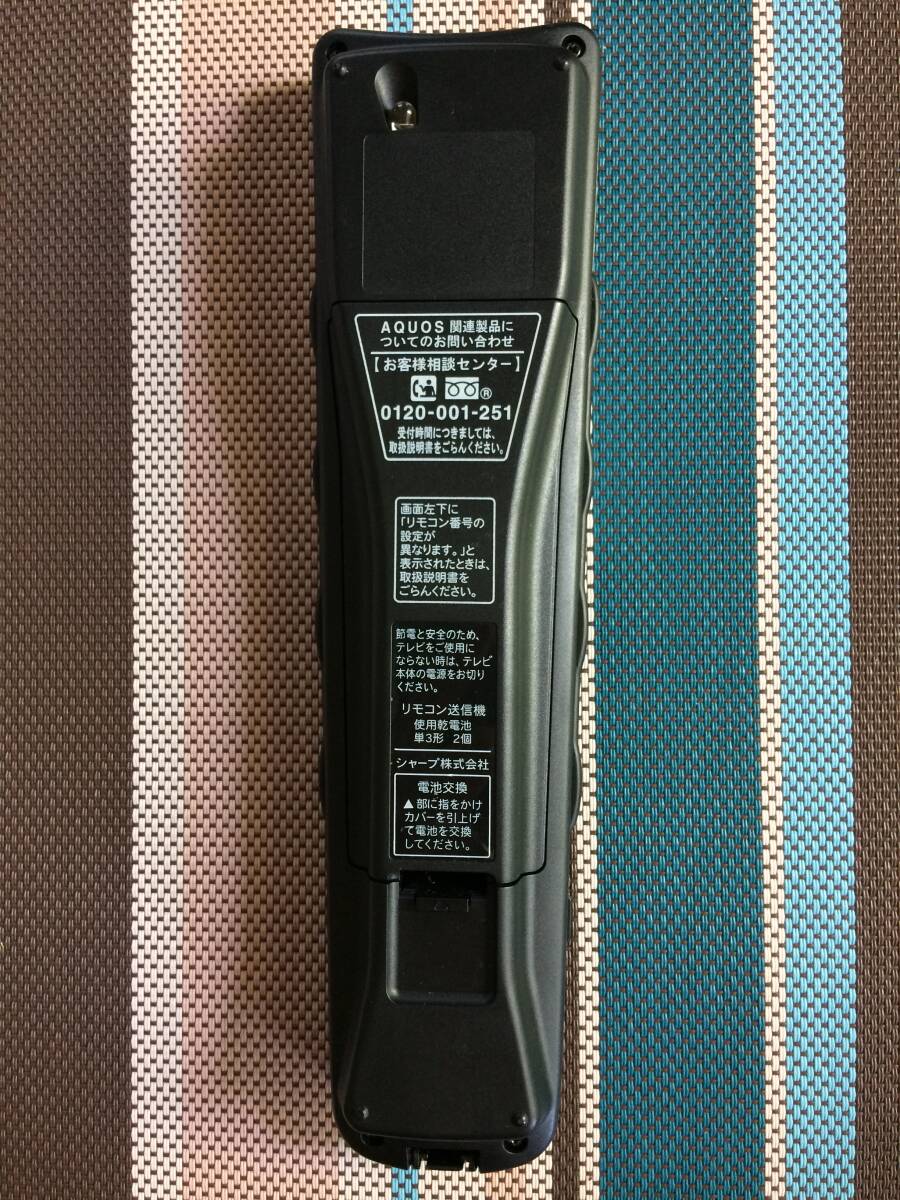 AQUOS 関連製品に
ついてのお問い合わせ
【お客様相談センター】
®
0120-001-251
受付時間につきましては、
取扱説明書をごらんください。
画面左下に
「リモコン番号の
設定が
異なります。」と
表示されたときは、
取扱説明書を
ごらんください。
節電と安全のため、
テレビをご使用に
ならない時は、テレビ
本体の電源をお切り
ください。
リモコン送信機
使用乾電池
単3形 2個
シャープ株式会社
電池交換
▲部に指をかけ
カバーを引上げ
て電池を交換
してください。